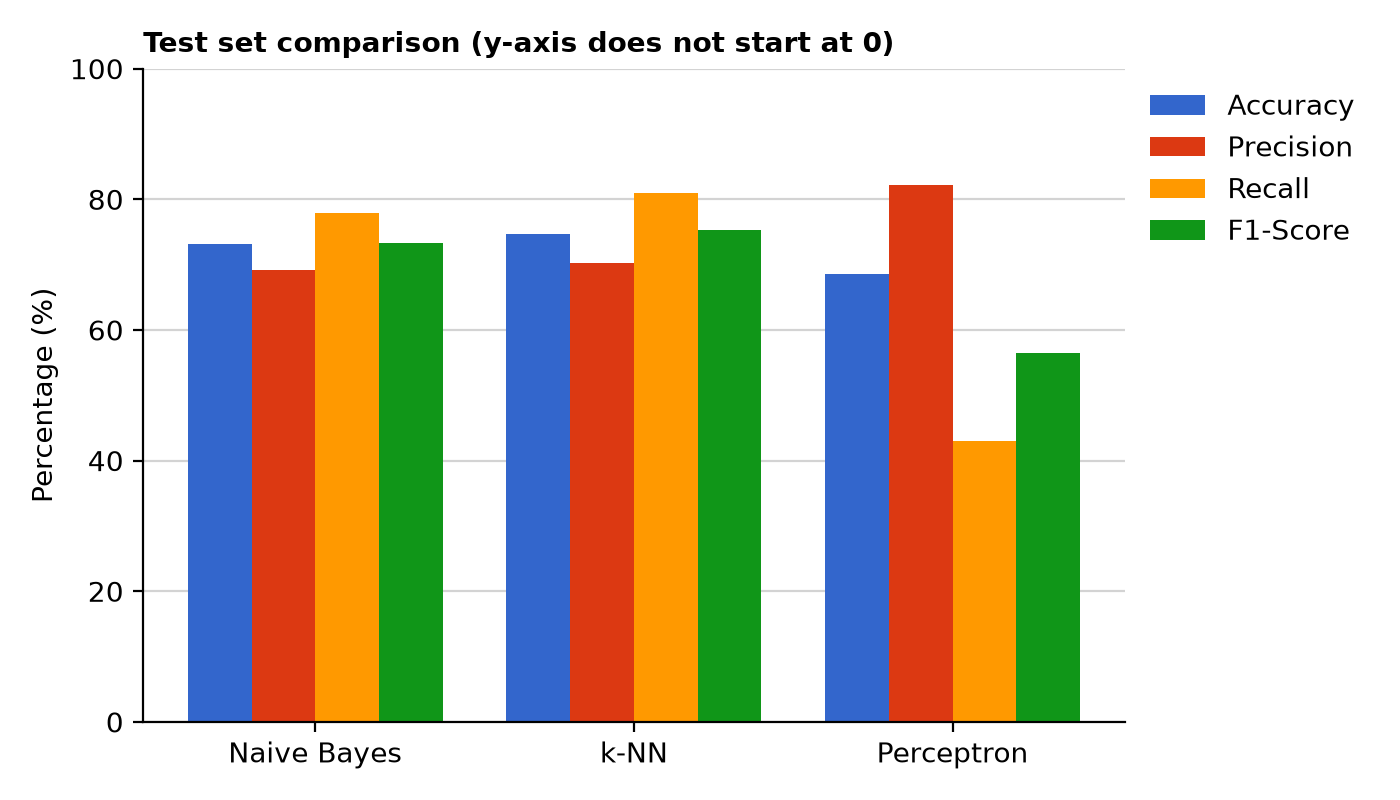 Test set comparison (y-axis does not start at 0)
100
80
60
40
20
0
Percentage (%)
Naive Bayes
k-NN
Perceptron
Accuracy
Precision
Recall
F1-Score